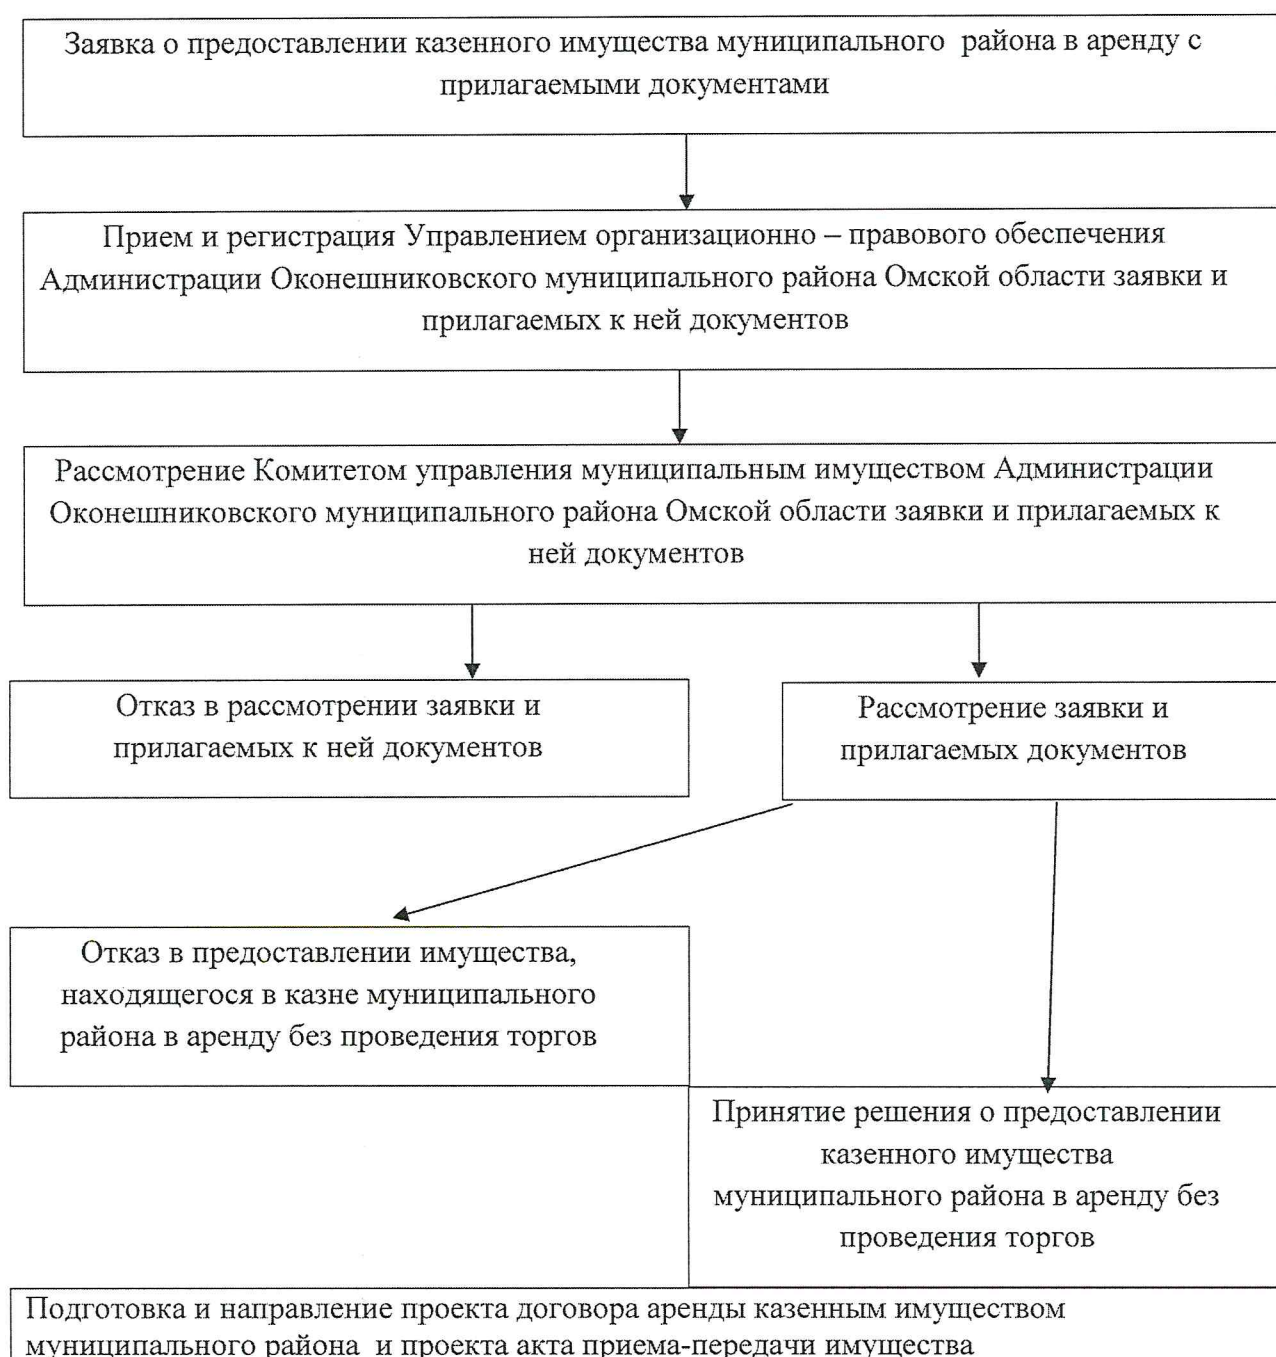 Заявка о предоставлении казенного имущества муниципального района в аренду с
прилагаемыми документами
Прием и регистрация Управлением организационно – правового обеспечения
Администрации Оконешниковского муниципального района Омской области заявки и
прилагаемых к ней документов
Рассмотрение Комитетом управления муниципальным имуществом Администрации
Оконешниковского муниципального района Омской области заявки и прилагаемых к
ней документов
Отказ в рассмотрении заявки и
прилагаемых к ней документов
Рассмотрение заявки и
прилагаемых документов
Отказ в предоставлении имущества,
находящегося в казне муниципального
района в аренду без проведения торгов
Принятие решения о предоставлении
казенного имущества
муниципального района в аренду без
проведения торгов
Подготовка и направление проекта договора аренды казенным имуществом
муниципального района и проекта акта приема-передачи имущества